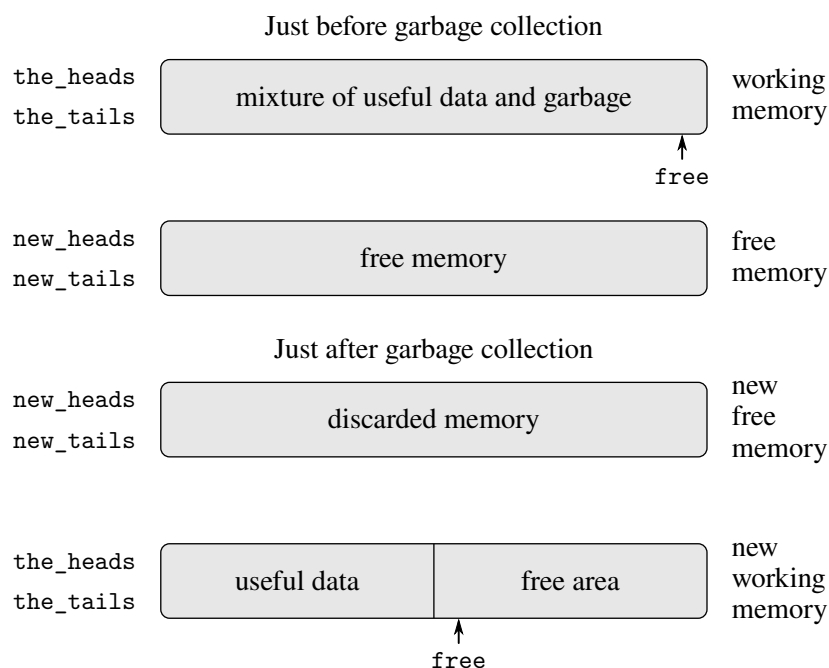 Just before garbage collection
the_heads
the_tails
mixture of useful data and garbage
working
memory
free
new_heads
new_tails
free memory
free
memory
Just after garbage collection
new_heads
new_tails
discarded memory
new
free
memory
the_heads
the_tails
useful data
free area
new
working
memory
free